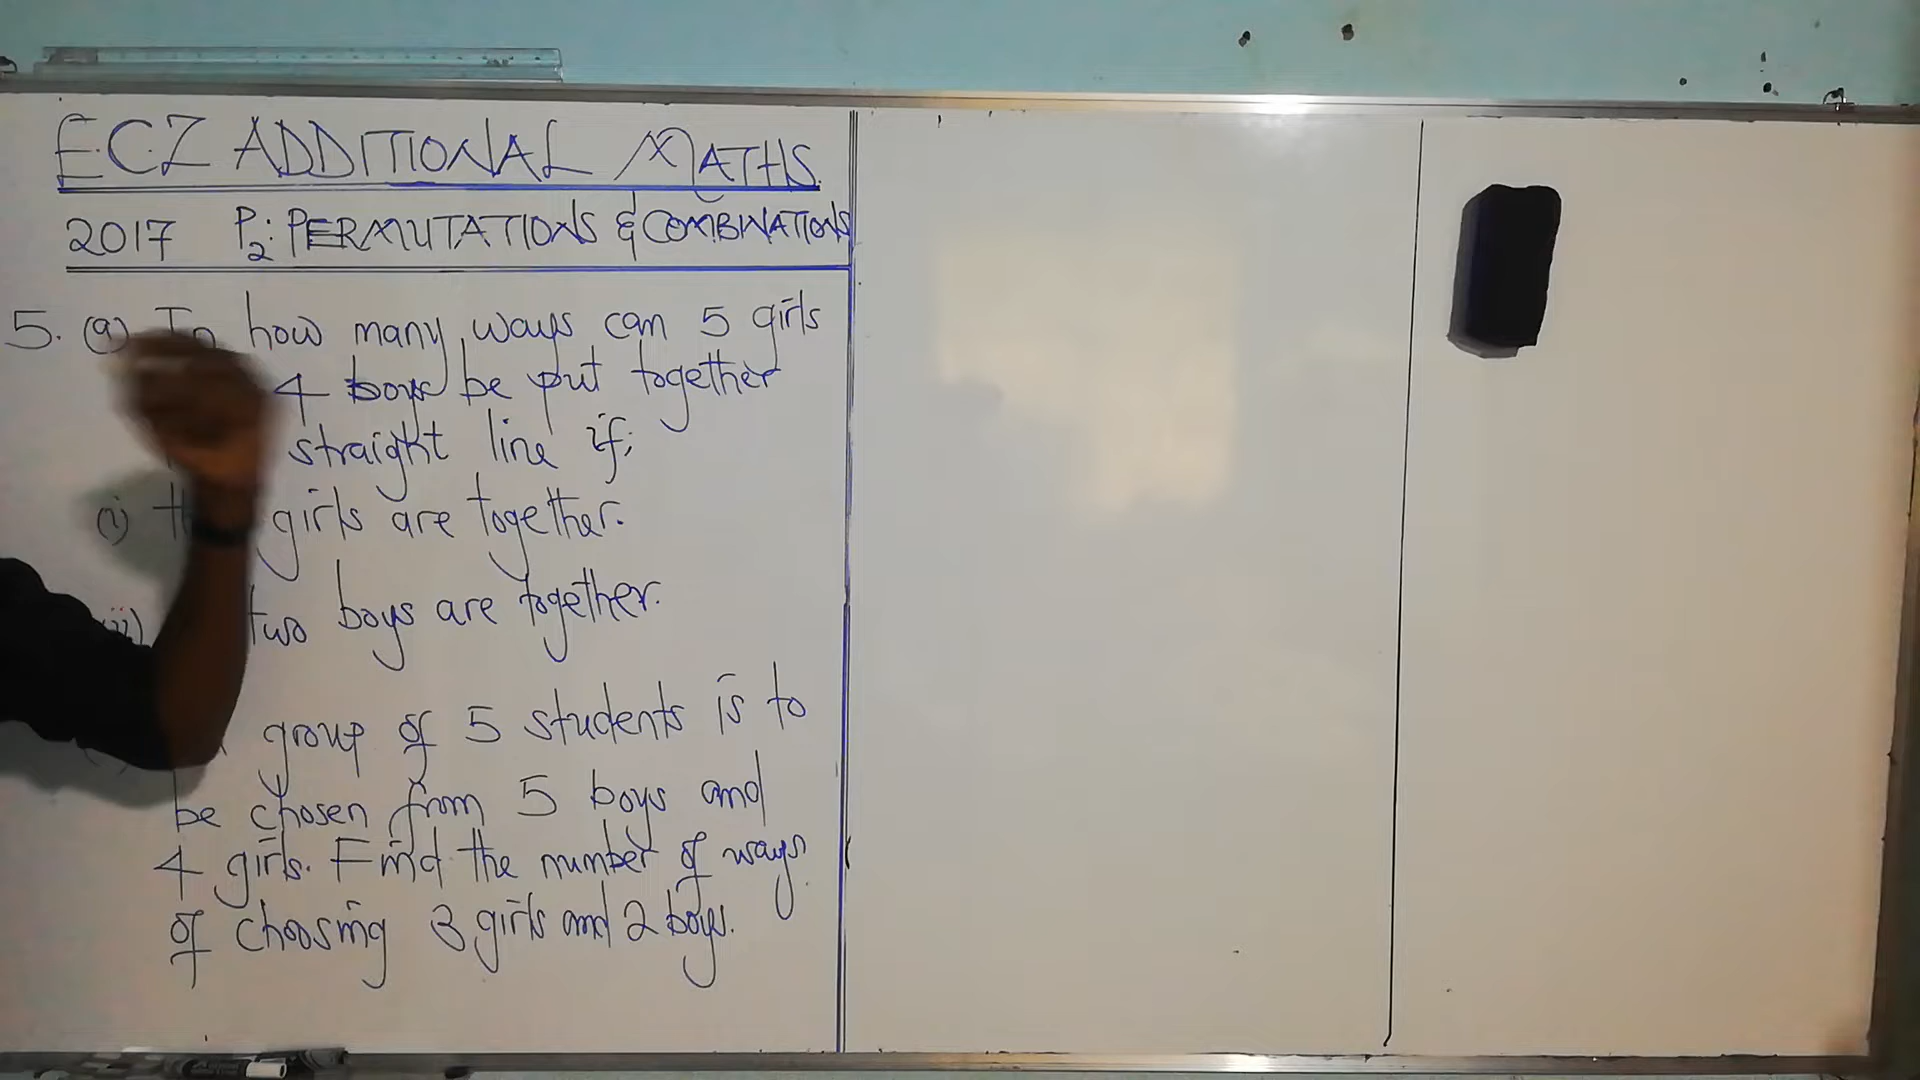 E.C.Z ADDITIONAL MATHS.
2017 P2: PERMUTATIONS & COMBINATIONS
5. (a) In how many ways can 5 girls
4 boys be put together
straight line if;
(i) girls are together.
(ii) two boys are together.
group of 5 students is to
be chosen from 5 boys and
4 girls. Find the number of ways
of choosing 3 girls and 2 boys.